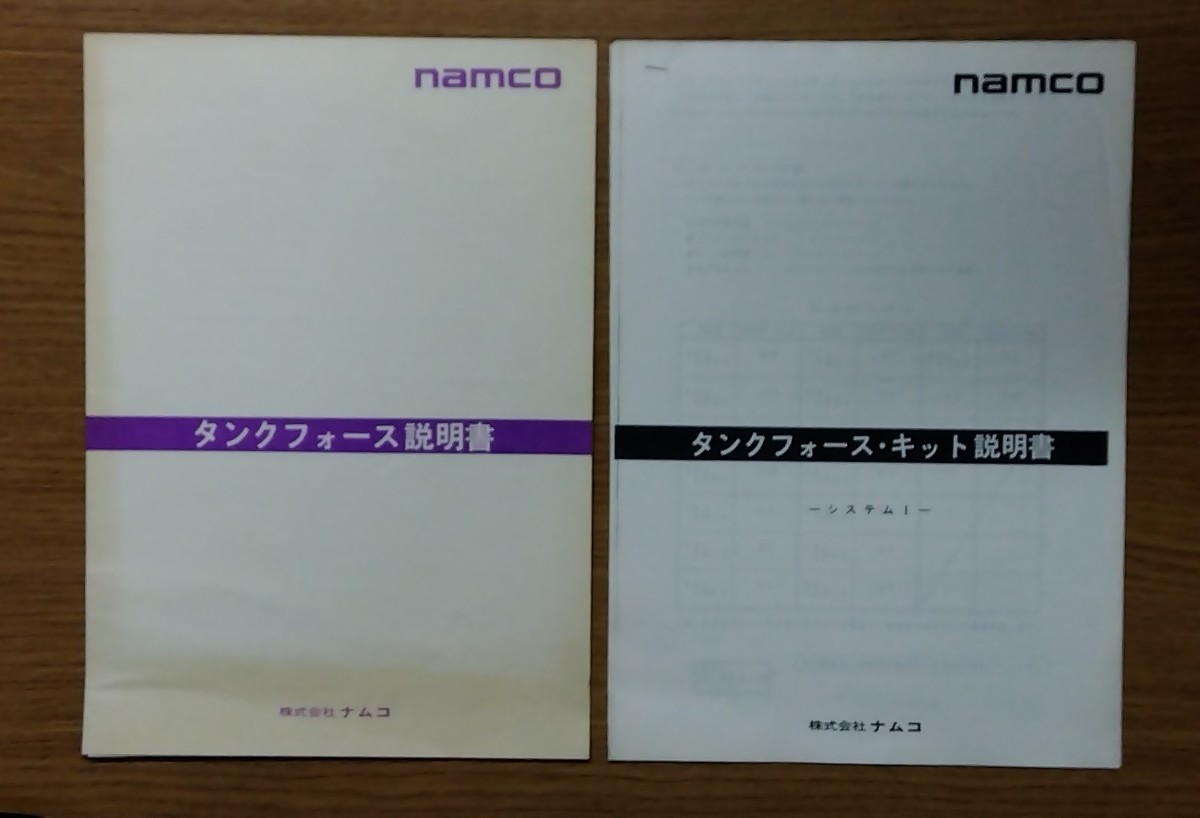 namco
タンクフォース説明書
株式会社ナムコ
namco
タンクフォース・キット説明書
ーシステムⅠー
株式会社ナムコ